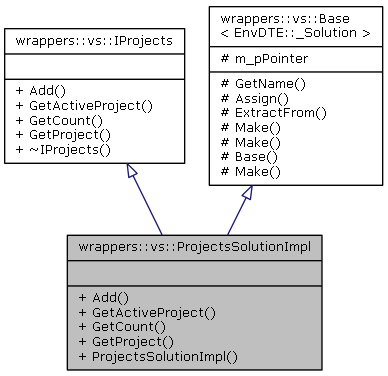 wrappers::vs::IProjects
+ Add()
+ GetActiveProject()
+ GetCount()
+ GetProject()
+ ~IProjects()
wrappers::vs::Base
< EnvDTE::_Solution >
# m_pPointer
# GetName()
# Assign()
# ExtractFrom()
# Make()
# Make()
# Base()
# Make()
wrappers::vs::ProjectsSolutionImpl
+ Add()
+ GetActiveProject()
+ GetCount()
+ GetProject()
+ ProjectsSolutionImpl()